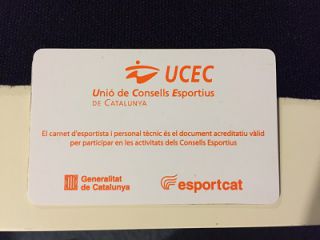 UCEC
Unió de Consells Esportius
DE CATALUNYA
El carnet d'esportista i personal tècnic és el document acreditatiu vàlid
per participar en les activitats dels Consells Esportius
Generalitat
de Catalunya
esportcat